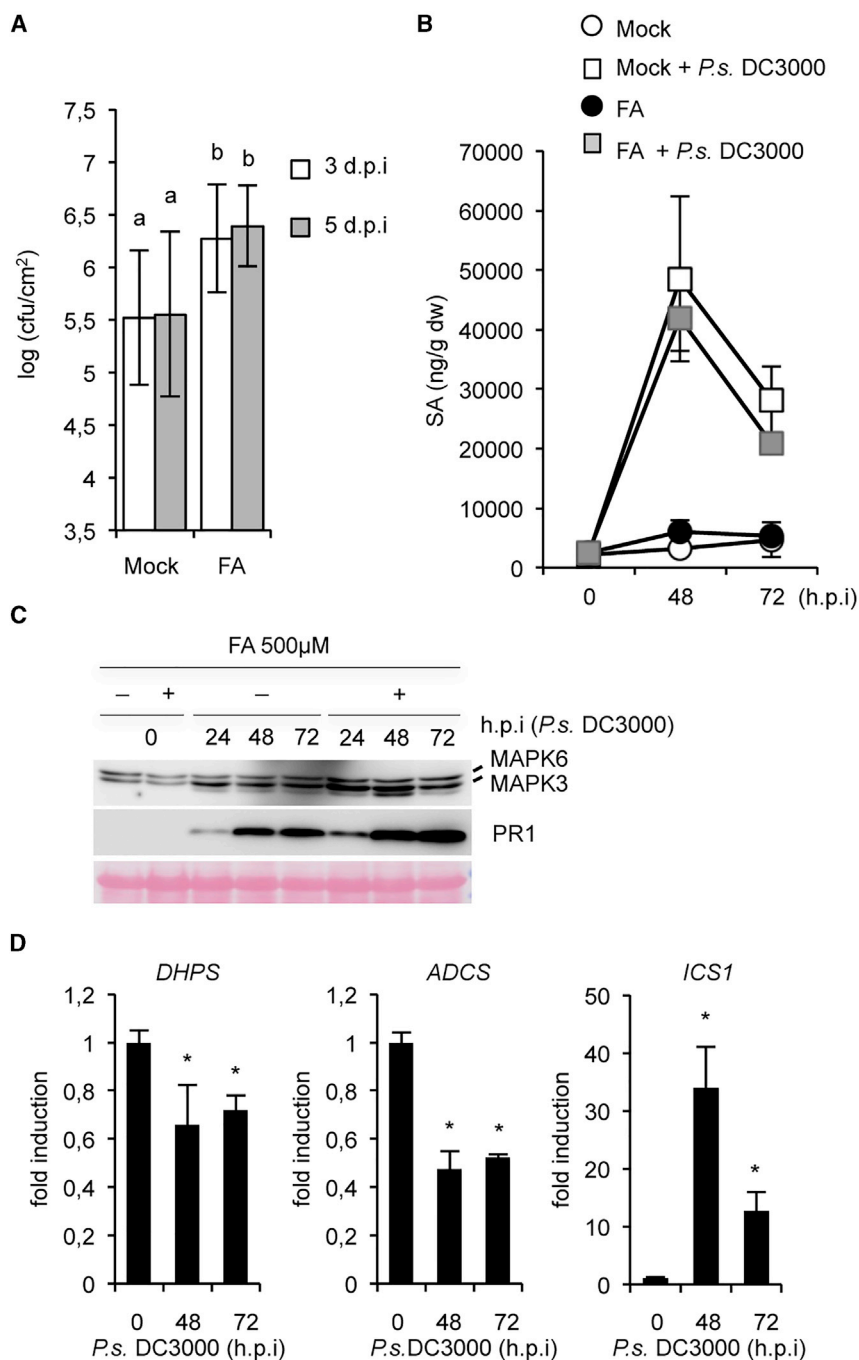 A
7,5
7
6,5
6
5,5
5
4,5
4
3,5
log (cfu/cm²)
a
a
b
b
3 d.p.i
5 d.p.i
Mock
FA
B
Mock
Mock + P.s. DC3000
FA
FA + P.s. DC3000
70000
60000
50000
40000
30000
20000
10000
0
SA (ng/g dw)
0 48 72 (h.p.i)
C
FA 500µM
– + – +
0 24 48 72 24 48 72 h.p.i (P.s. DC3000)
MAPK6
MAPK3
PR1
D
DHPS
1,2
1
0,8
0,6
0,4
0,2
0
fold induction
*
*
0 48 72
P.s. DC3000 (h.p.i)
ADCS
1,2
1
0,8
0,6
0,4
0,2
0
fold induction
*
*
0 48 72
P.s.DC3000 (h.p.i)
ICS1
50
40
30
20
10
0
fold induction
*
*
0 48 72
P.s. DC3000 (h.p.i)